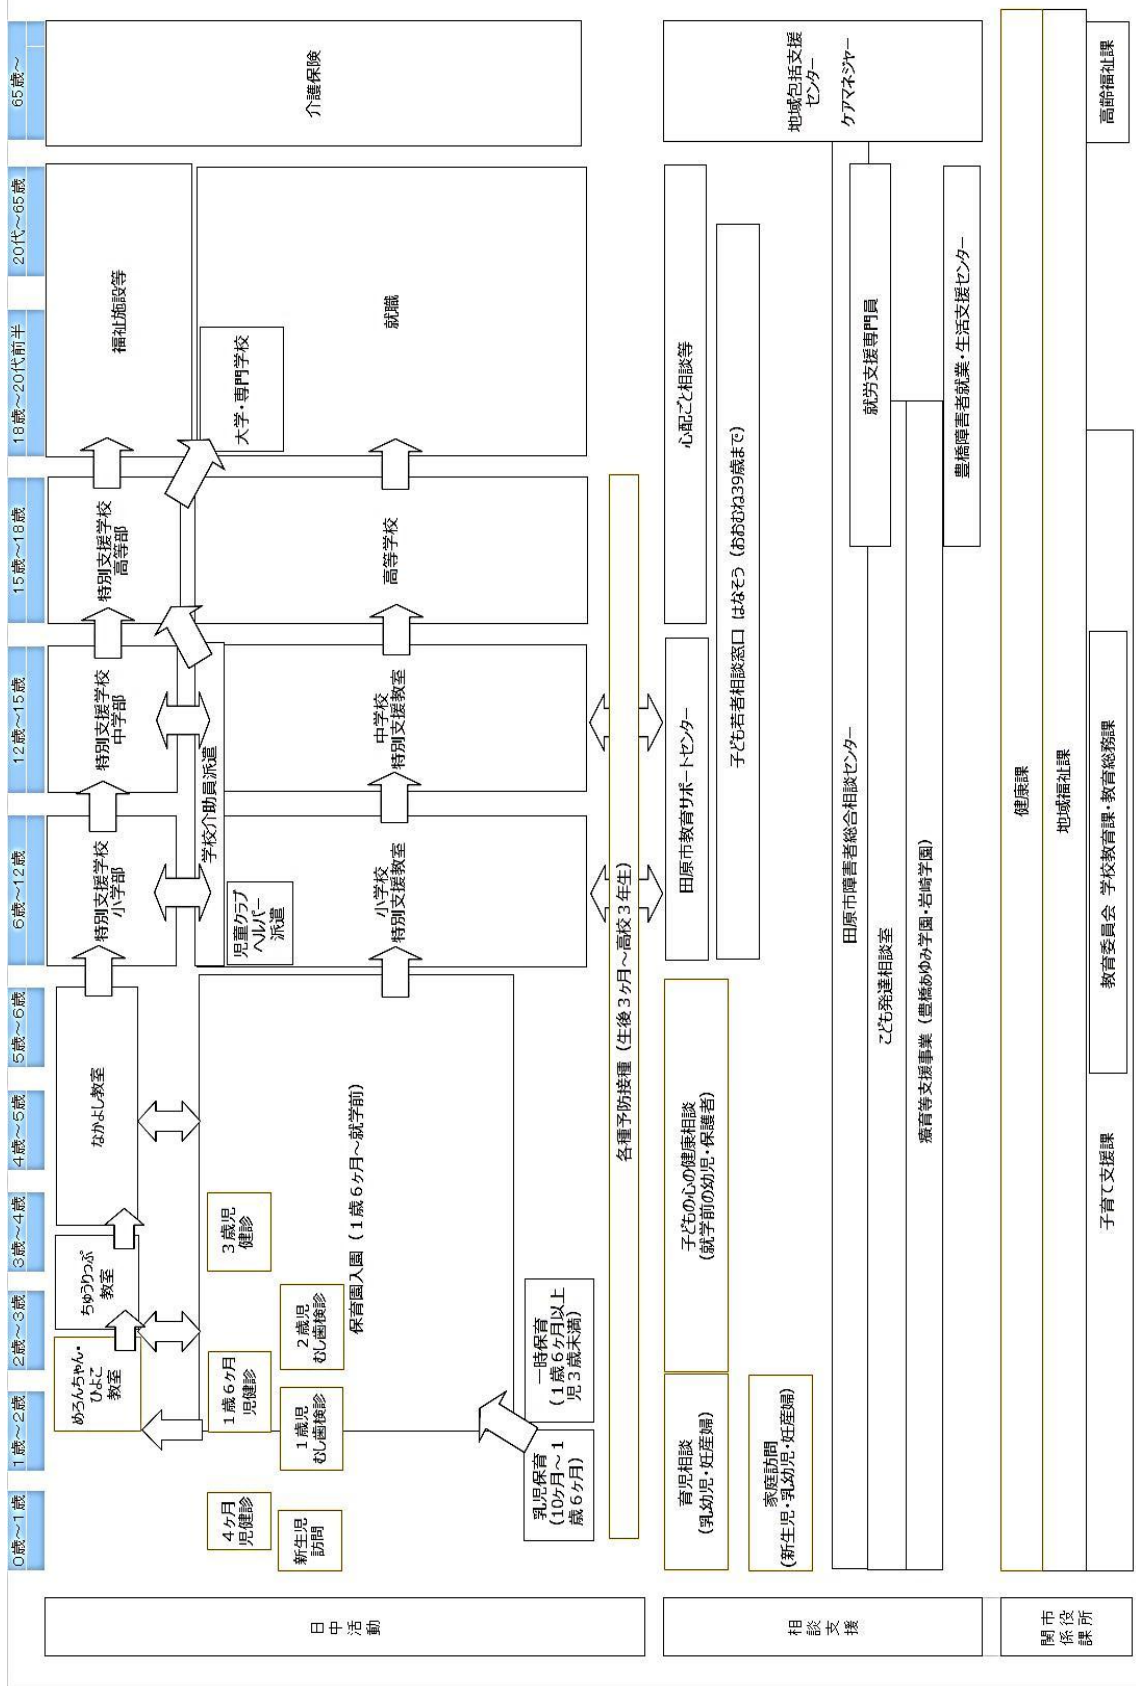 0歳～1歳
1歳～2歳
2歳～3歳
3歳～4歳
4歳～5歳
5歳～6歳
6歳～12歳
12歳～15歳
15歳～18歳
18歳～20代前半
20代～65歳
65歳～
日中活動
めろんちゃん・
ひよこ
教室
ちゅうりっぷ
教室
なかよし教室
特別支援学校
小学部
特別支援学校
中学部
特別支援学校
高等部
福祉施設等
介護保険
学校介助員派遣
4ヶ月
児健診
1歳6ヶ月
児健診
3歳児
健診
児童クラブ
ヘルパー
派遣
大学・専門学校
新生児
訪問
1歳児
むし歯検診
2歳児
むし歯検診
保育園入園（1歳6ヶ月～就学前）
小学校
特別支援教室
中学校
特別支援教室
高等学校
就職
乳児保育
（10ヶ月～1
歳6ヶ月）
一時保育
（1歳6ヶ月以上
児3歳未満）
各種予防接種（生後3ヶ月～高校3年生）
相談支援
育児相談
（乳幼児・妊産婦）
子どもの心の健康相談
（就学前の幼児・保護者）
田原市教育サポートセンター
心配ごと相談等
地域包括支援
センター
ケアマネジャー
子ども若者相談窓口 はなそう（おおむね39歳まで）
家庭訪問
（新生児・乳幼児・妊産婦）
田原市障害者総合相談センター
こども発達相談室
就労支援専門員
療育等支援事業（豊橋あゆみ学園・岩崎学園）
豊橋障害者就業・生活支援センター
関市
係役
課所
健康課
地域福祉課
子育て支援課
教育委員会 学校教育課・教育総務課
高齢福祉課